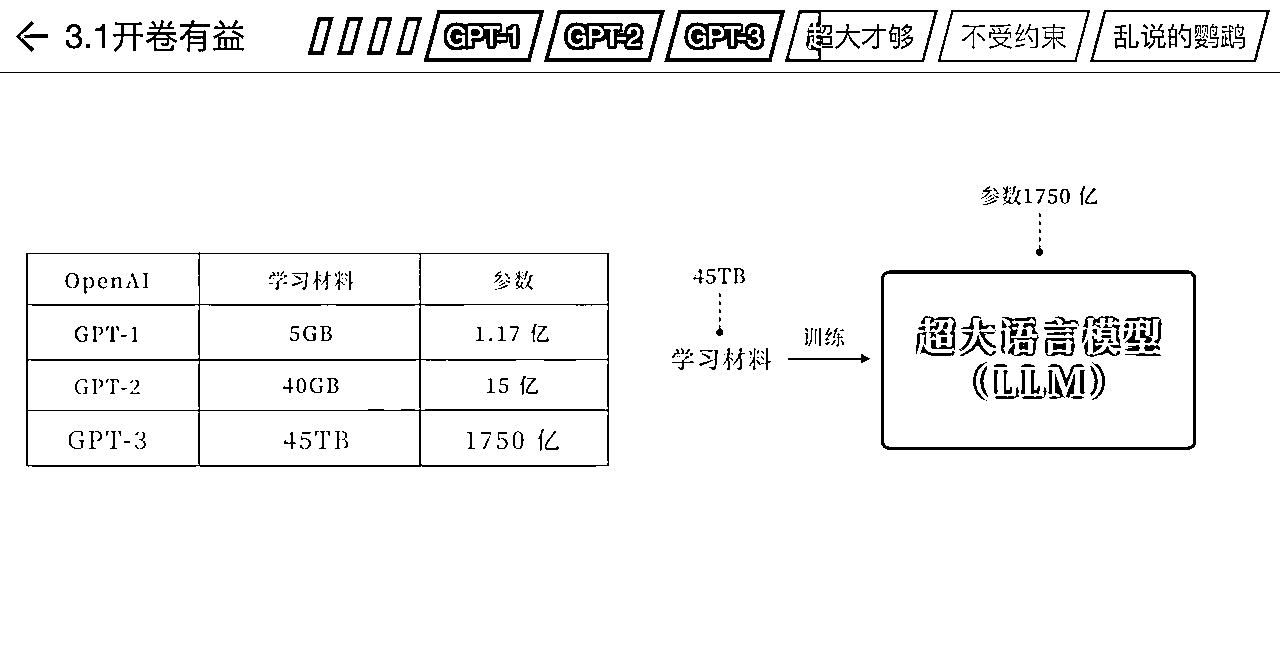 ← 3.1开卷有益
GPT-1
GPT-2
GPT-3
超大才够
不受约束
乱说的鹦鹉
OpenAI 学习材料 参数
GPT-1 5GB 1.17 亿
GPT-2 40GB 15 亿
GPT-3 45TB 1750 亿
参数1750 亿
45TB
学习材料
训练
超大语言模型
(LLM)